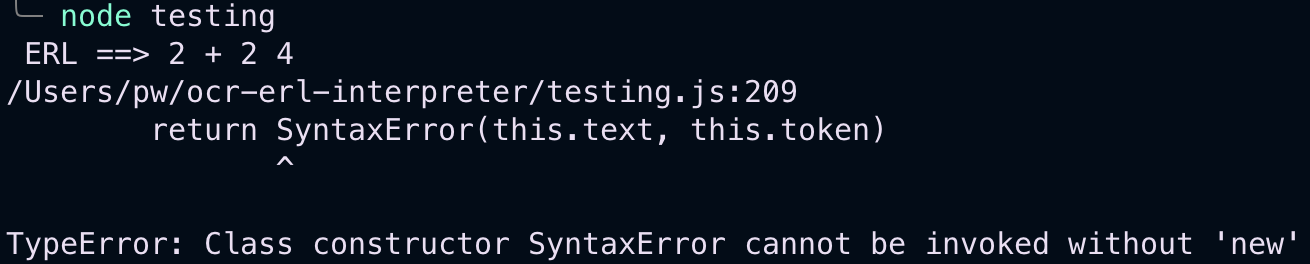 ╰─ node testing
ERL ==> 2 + 2 4
/Users/pw/ocr-erl-interpreter/testing.js:209
        return SyntaxError(this.text, this.token)
               ^
TypeError: Class constructor SyntaxError cannot be invoked without 'new'